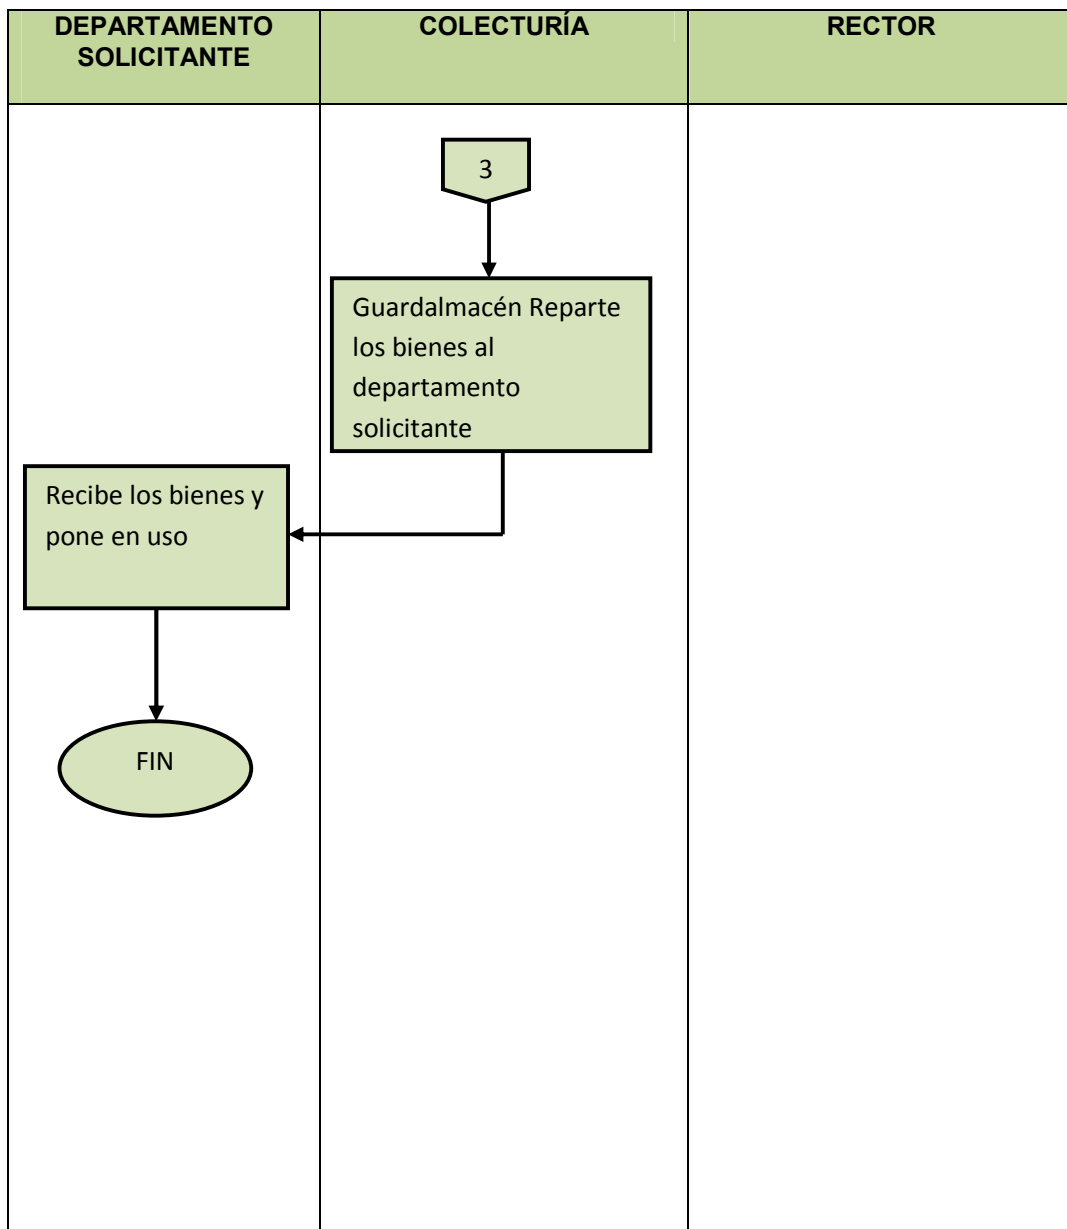 DEPARTAMENTO
SOLICITANTE
COLECTURÍA
RECTOR
3
Guardalmacén Reparte
los bienes al
departamento
solicitante
Recibe los bienes y
pone en uso
FIN